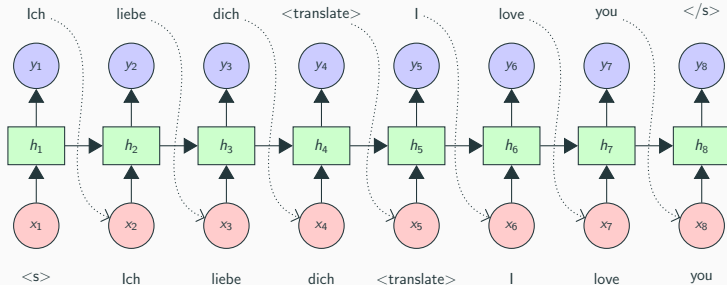 Ich liebe dich <translate> I love you </s>
y1 y2 y3 y4 y5 y6 y7 y8
h1 h2 h3 h4 h5 h6 h7 h8
x1 x2 x3 x4 x5 x6 x7 x8
<s> Ich liebe dich <translate> I love you